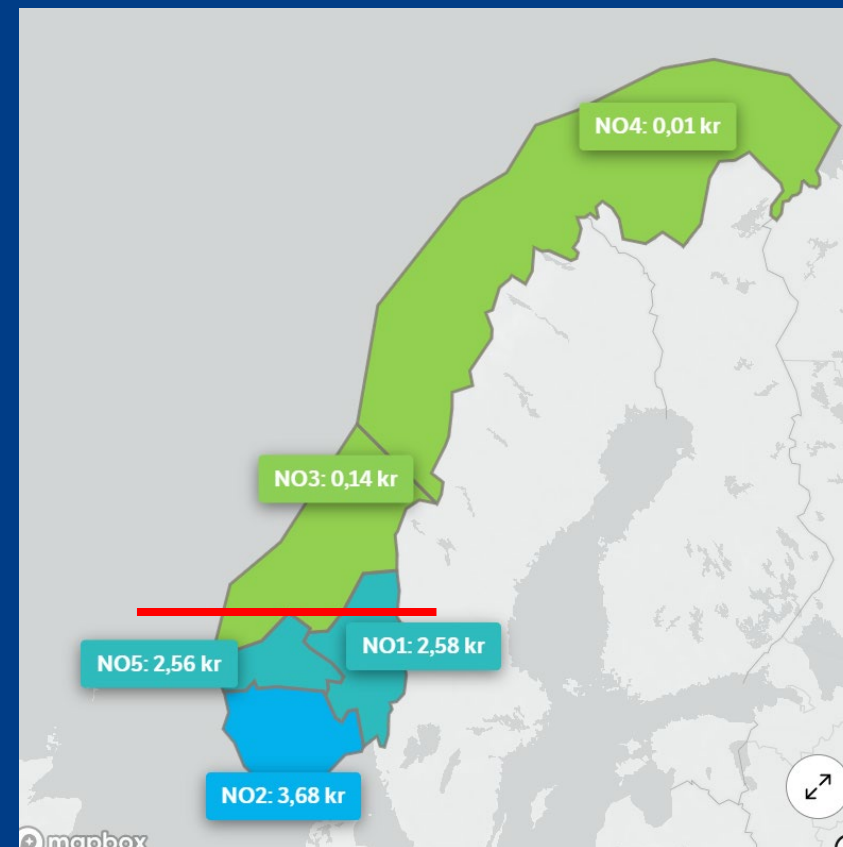 NO4: 0,01 kr
NO3: 0,14 kr
NO1: 2,58 kr
NO5: 2,56 kr
NO2: 3,68 kr
mapbox